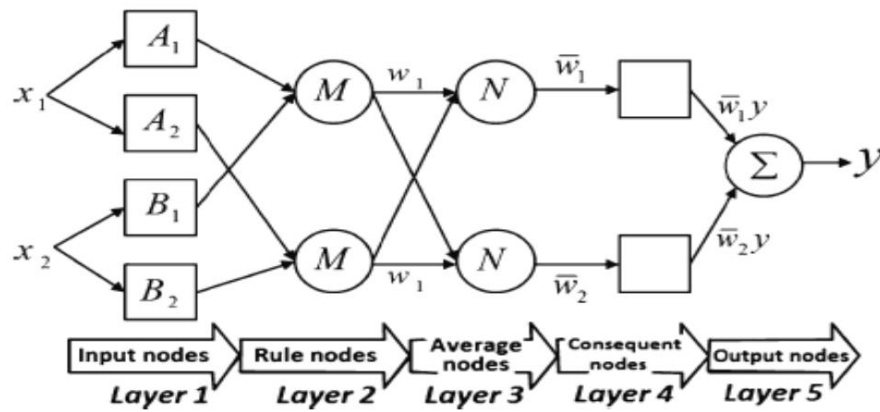 A₁
x₁
A₂
B₁
x₂
B₂
M
w₁
N
w̅₁
w̅₁y
M
w₁
N
w̅₂
w̅₂y
Σ
y
Input nodes
Rule nodes
Average nodes
Consequent nodes
Output nodes
Layer 1
Layer 2
Layer 3
Layer 4
Layer 5